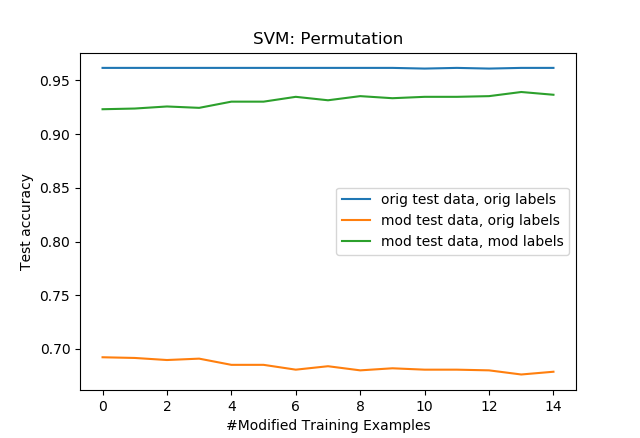 SVM: Permutation
0.95
0.90
0.85
0.80
0.75
0.70
Test accuracy
orig test data, orig labels
mod test data, orig labels
mod test data, mod labels
0 2 4 6 8 10 12 14
#Modified Training Examples